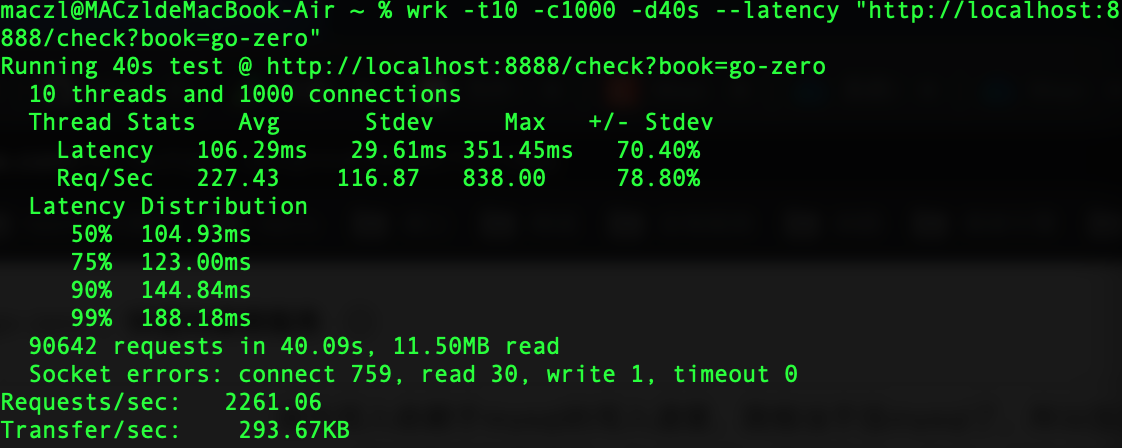 maczl@MACzldeMacBook-Air ~ % wrk -t10 -c1000 -d40s --latency "http://localhost:8
888/check?book=go-zero"
Running 40s test @ http://localhost:8888/check?book=go-zero
  10 threads and 1000 connections
  Thread Stats   Avg      Stdev     Max   +/- Stdev
    Latency   106.29ms   29.61ms 351.45ms   70.40%
    Req/Sec   227.43    116.87   838.00     78.80%
  Latency Distribution
     50%  104.93ms
     75%  123.00ms
     90%  144.84ms
     99%  188.18ms
  90642 requests in 40.09s, 11.50MB read
  Socket errors: connect 759, read 30, write 1, timeout 0
Requests/sec:   2261.06
Transfer/sec:    293.67KB